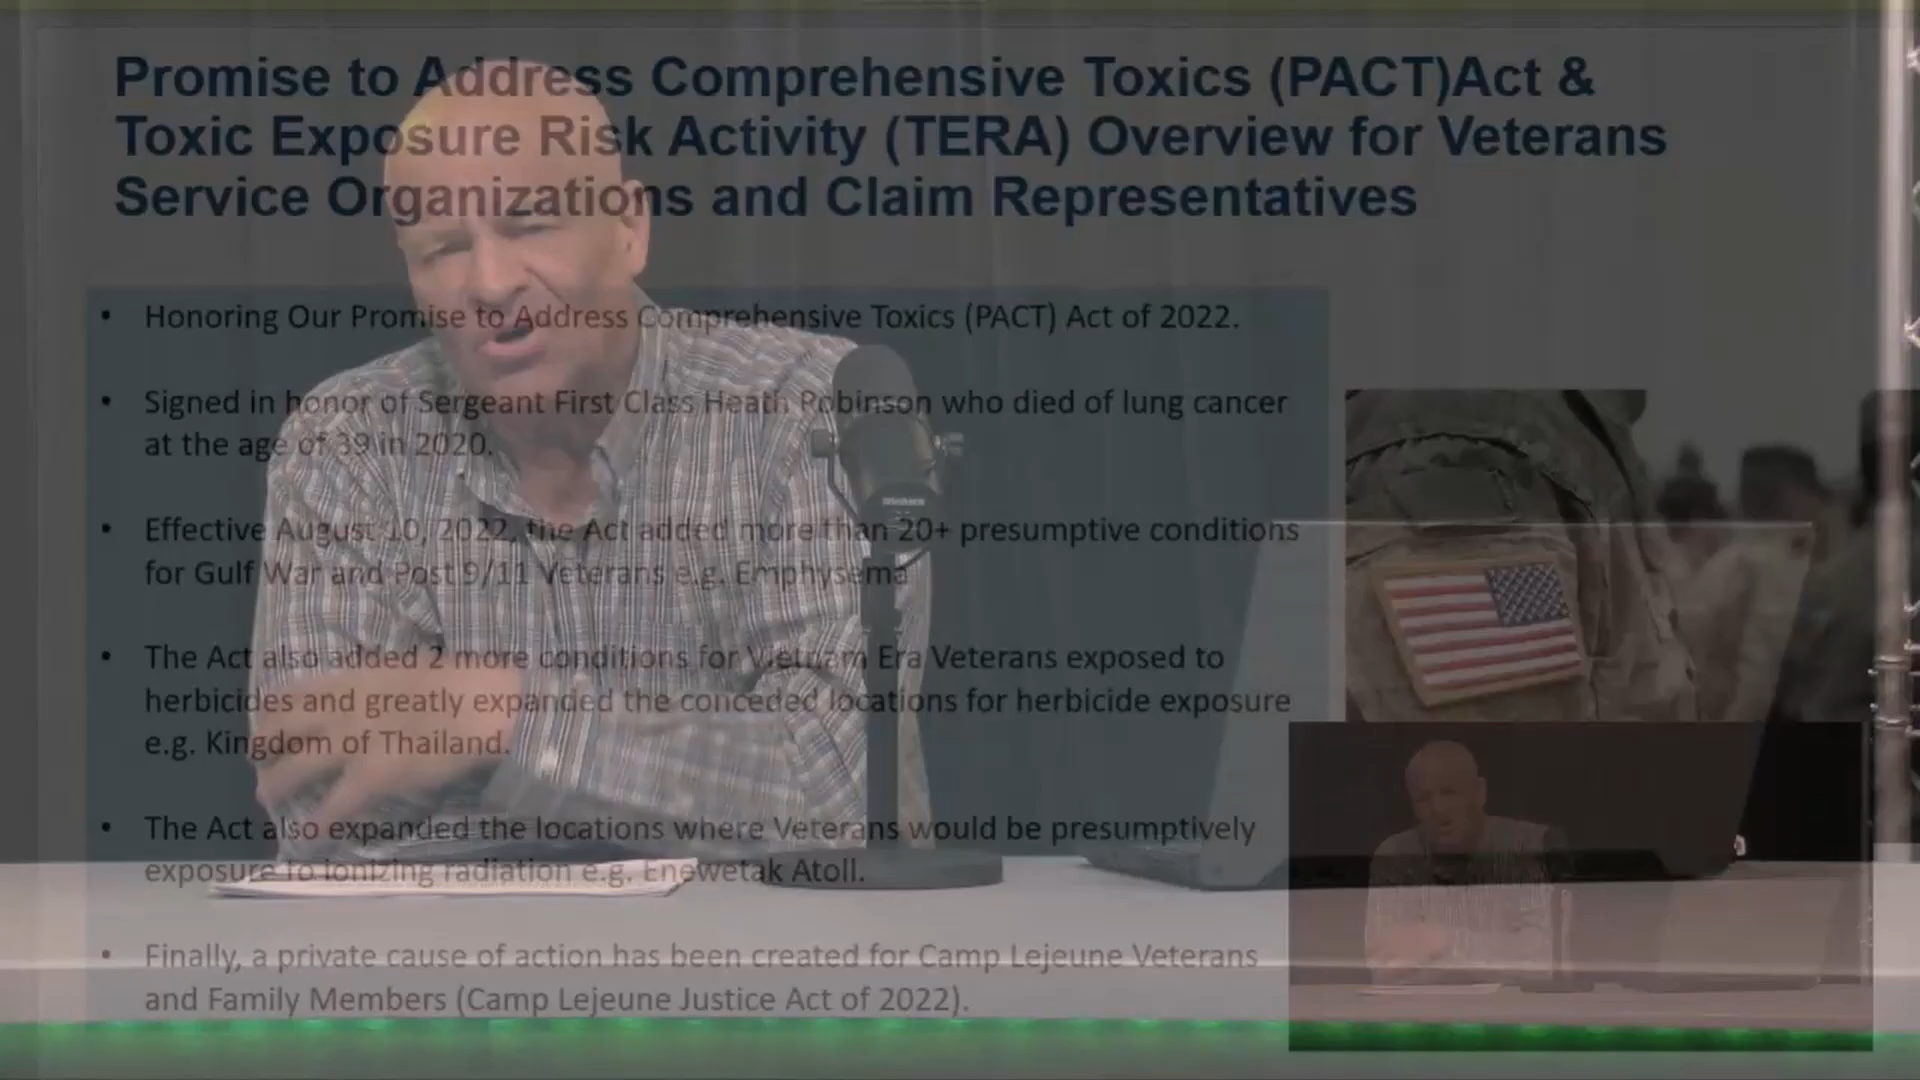 Promise to Address Comprehensive Toxics (PACT)Act &
Toxic Exposure Risk Activity (TERA) Overview for Veterans
Service Organizations and Claim Representatives
• Honoring Our Promise to Address Comprehensive Toxics (PACT) Act of 2022.
• Signed in honor of Sergeant First Class Heath Robinson who died of lung cancer
at the age of 39 in 2020.
• Effective August 10, 2022, the Act added more than 20+ presumptive conditions
for Gulf War and Post 9/11 Veterans e.g. Emphysema
• The Act also added 2 more conditions for Vietnam Era Veterans exposed to
herbicides and greatly expanded the conceded locations for herbicide exposure
e.g. Kingdom of Thailand.
• The Act also expanded the locations where Veterans would be presumptively
exposure to ionizing radiation e.g. Enewetak Atoll.
• Finally, a private cause of action has been created for Camp Lejeune Veterans
and Family Members (Camp Lejeune Justice Act of 2022).